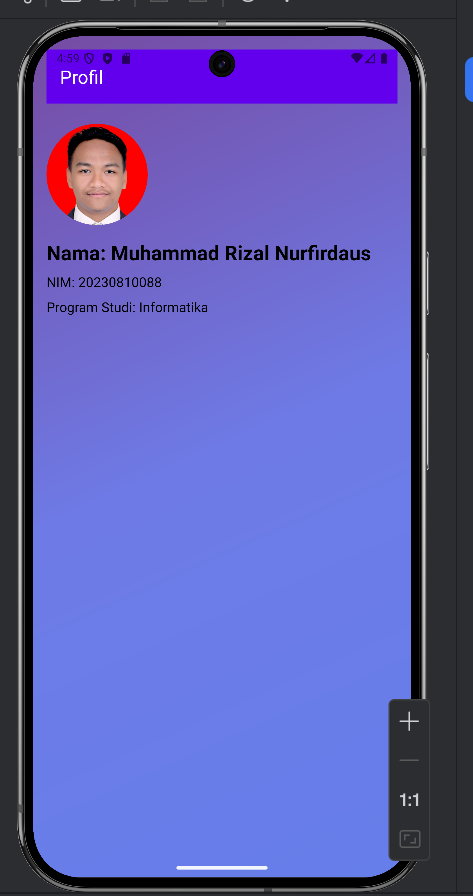 4:59
Profil
Nama: Muhammad Rizal Nurfirdaus
NIM: 20230810088
Program Studi: Informatika
1:1